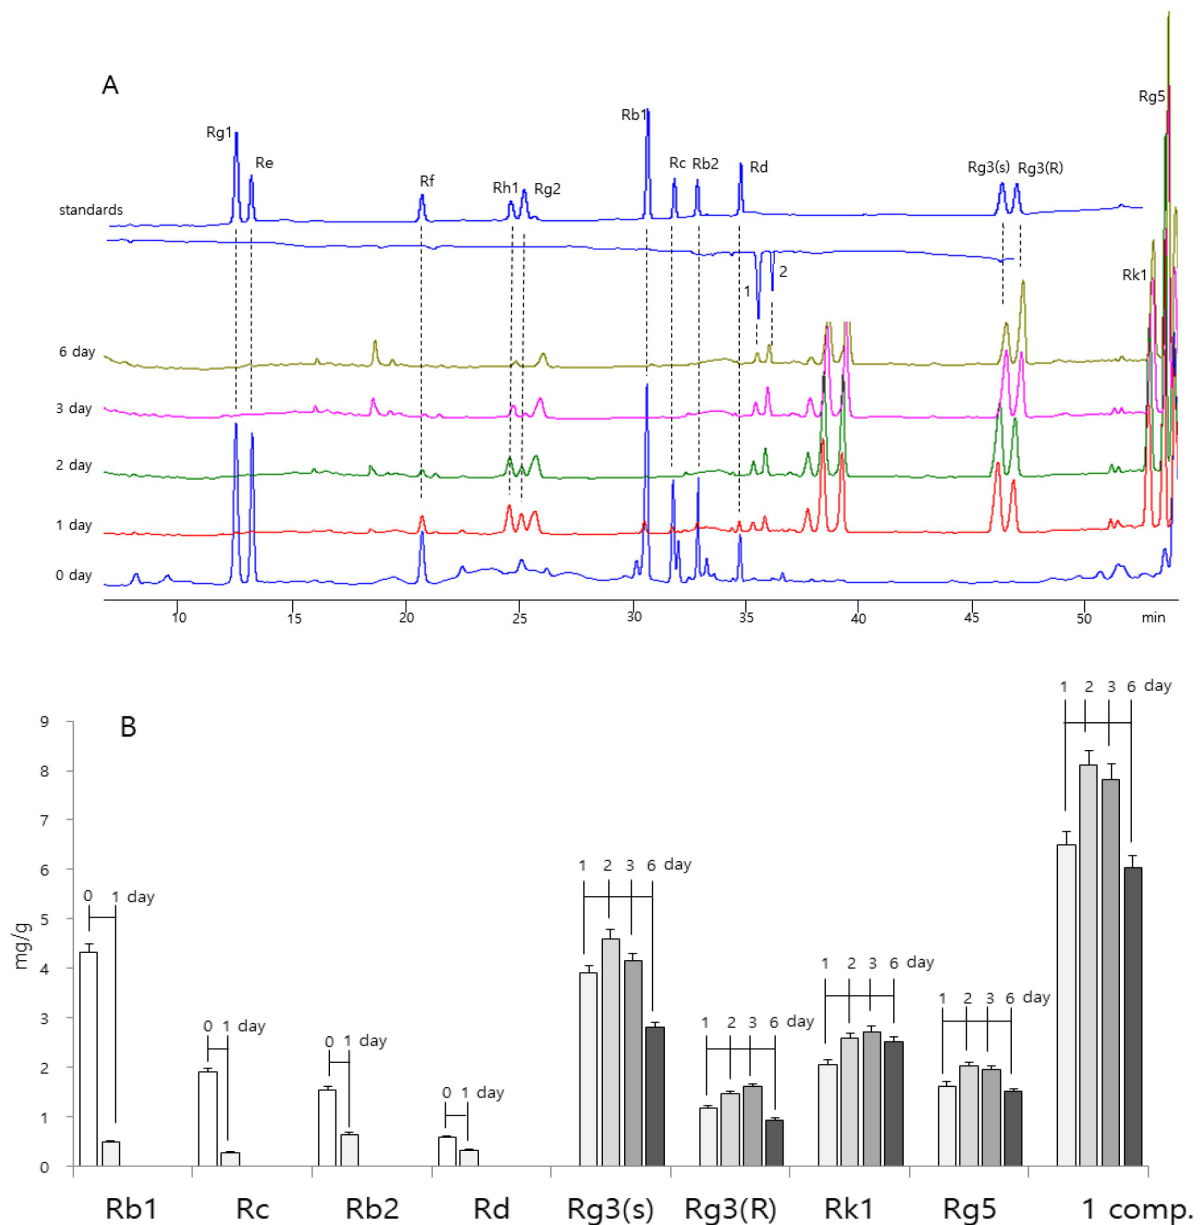 A
Rg5
Rb1
Rg1
Re
Rc Rb2 Rd
Rg3(s) Rg3(R)
Rf
Rh1 Rg2
standards
1 2
Rk1
6 day
3 day
2 day
1 day
0 day
10 15 20 25 30 35 40 45 50 min
B
1 2 3 6 day
9
8
7
6
5
4
3
2
1
0
mg/g
0 1 day
0 1 day
0 1 day
0 1 day
1 2 3 6 day
1 2 3 6 day
1 2 3 6 day
1 2 3 6 day
Rb1 Rc Rb2 Rd Rg3(s) Rg3(R) Rk1 Rg5 1 comp.